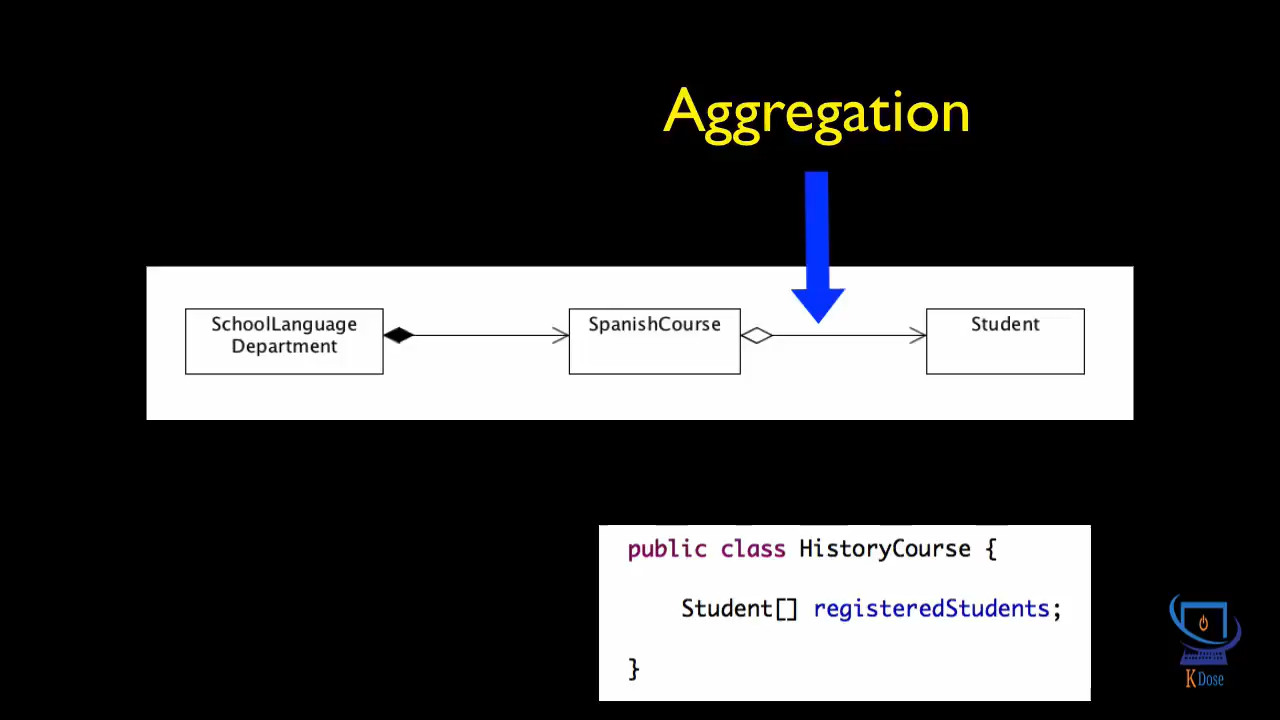 Aggregation
SchoolLanguage
Department
SpanishCourse
Student
public class HistoryCourse {
Student[] registeredStudents;
}
K Dose